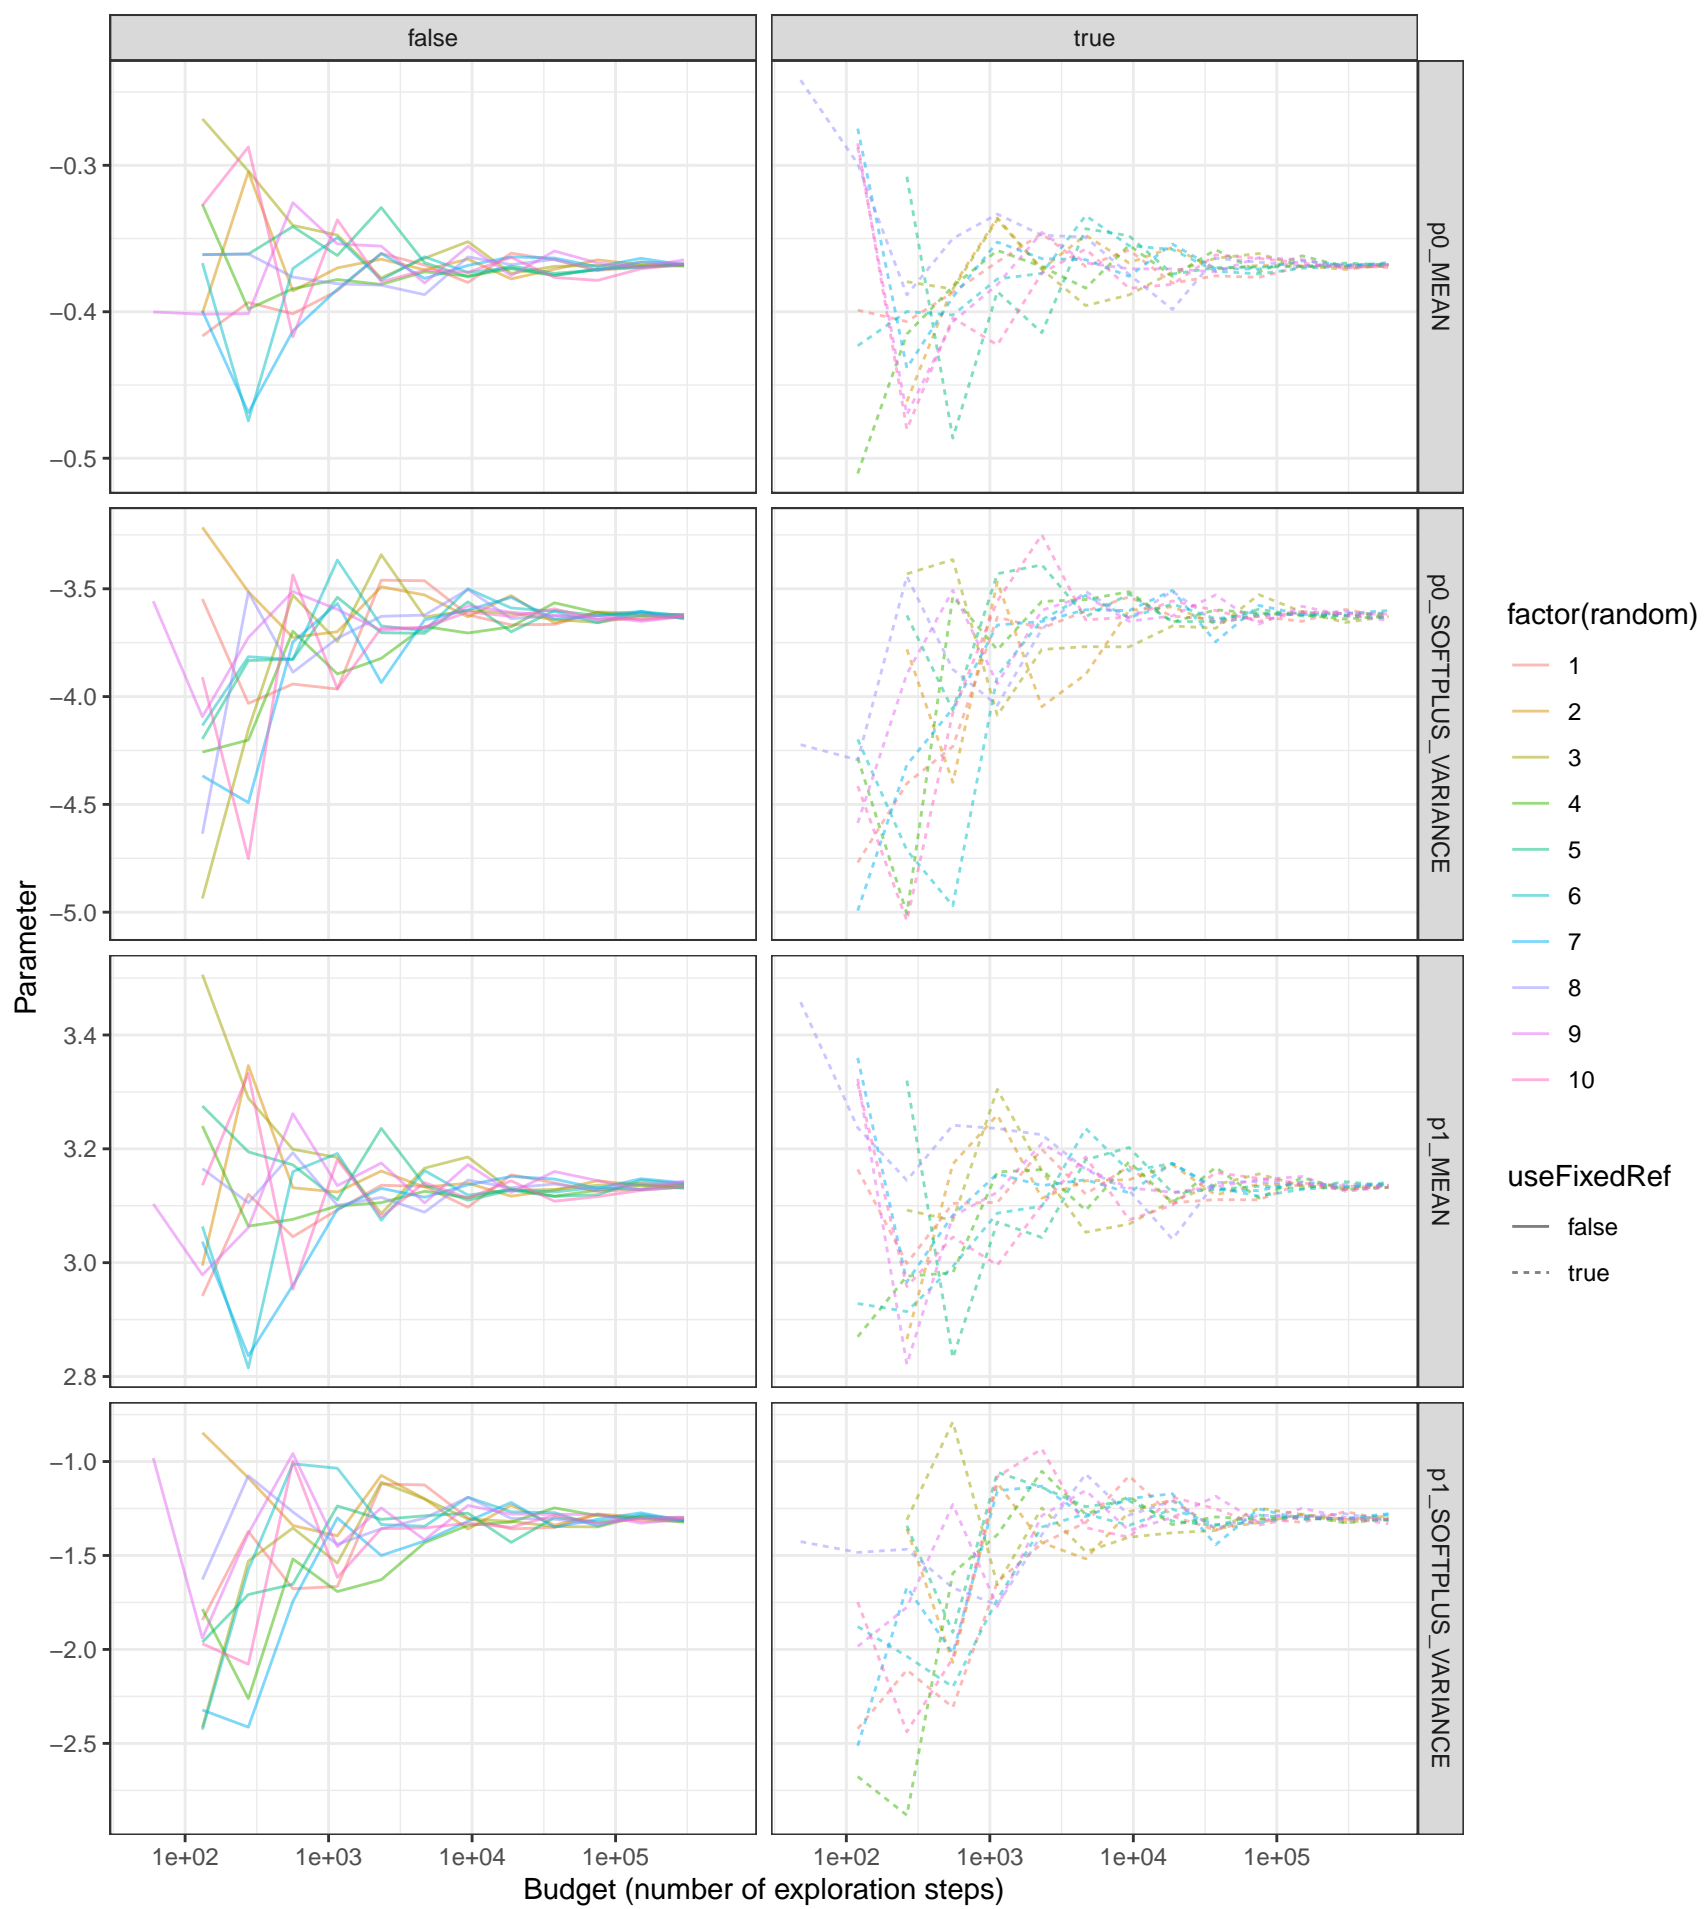 false
true
−0.3
−0.4
−0.5
p0_MEAN
−3.5
−4.0
−4.5
−5.0
p0_SOFTPLUS_VARIANCE
3.4
3.2
3.0
2.8
p1_MEAN
−1.0
−1.5
−2.0
−2.5
p1_SOFTPLUS_VARIANCE
1e+02
1e+03
1e+04
1e+05
1e+02
1e+03
1e+04
1e+05
Budget (number of exploration steps)
Parameter
factor(random)
1
2
3
4
5
6
7
8
9
10
useFixedRef
false
true